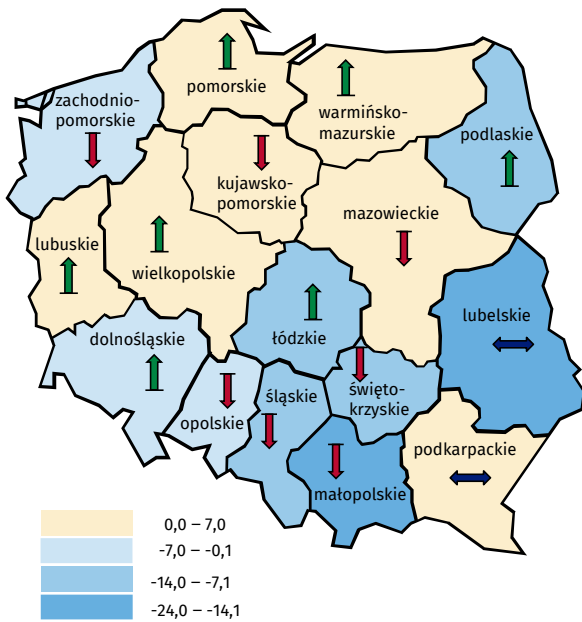 pomorskie
zachodnio-
pomorskie
warmińsko-
mazurskie
podlaskie
kujawsko-
pomorskie
mazowieckie
lubuskie
wielkopolskie
lubelskie
dolnośląskie
łódzkie
śląskie
święto-
krzyskie
opolskie
podkarpackie
małopolskie
0,0 – 7,0
-7,0 – -0,1
-14,0 – -7,1
-24,0 – -14,1